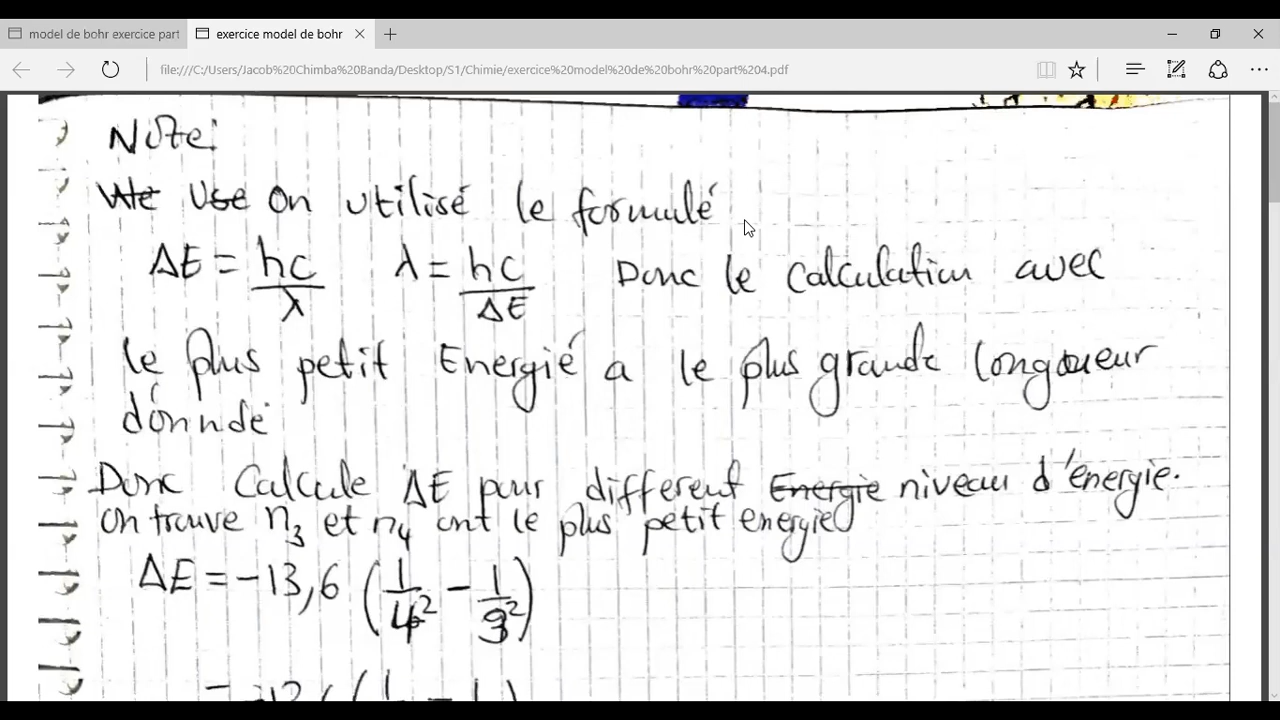 model de bohr exercice part
exercice model de bohr
file:///C:/Users/Jacob%20Chimba%20Banda/Desktop/S1/Chimie/exercice%20model%20de%20bohr%20part%204.pdf
Note:
We Use On utilisé le formulé
ΔE = hc/λ λ = hc/ΔE Donc le calculation avec
le plus petit Energié a le plus grande longueur
d'onnde
Donc Calcule ΔE pour different Energie niveau d'énergie.
On trouve n₃ et n₄ ont le plus petit energie
ΔE = -13,6 (1/4² - 1/3²)